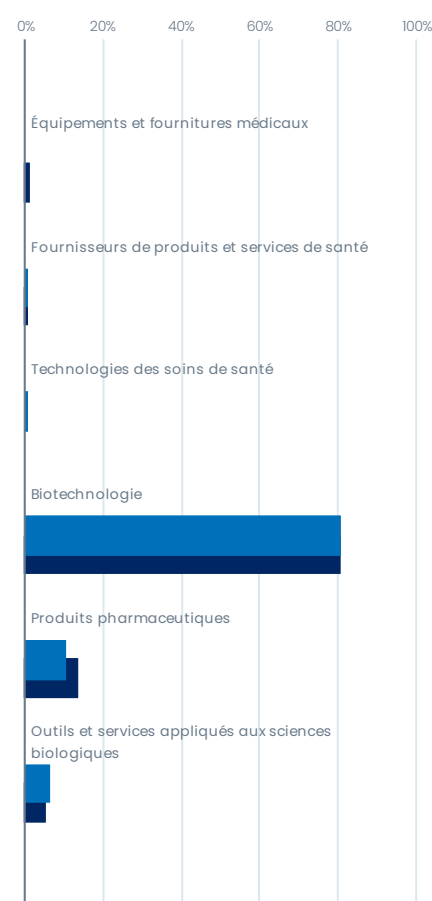 0% 20% 40% 60% 80% 100%
Équipements et fournitures médicaux
Fournisseurs de produits et services de santé
Technologies des soins de santé
Biotechnologie
Produits pharmaceutiques
Outils et services appliqués aux sciences
biologiques